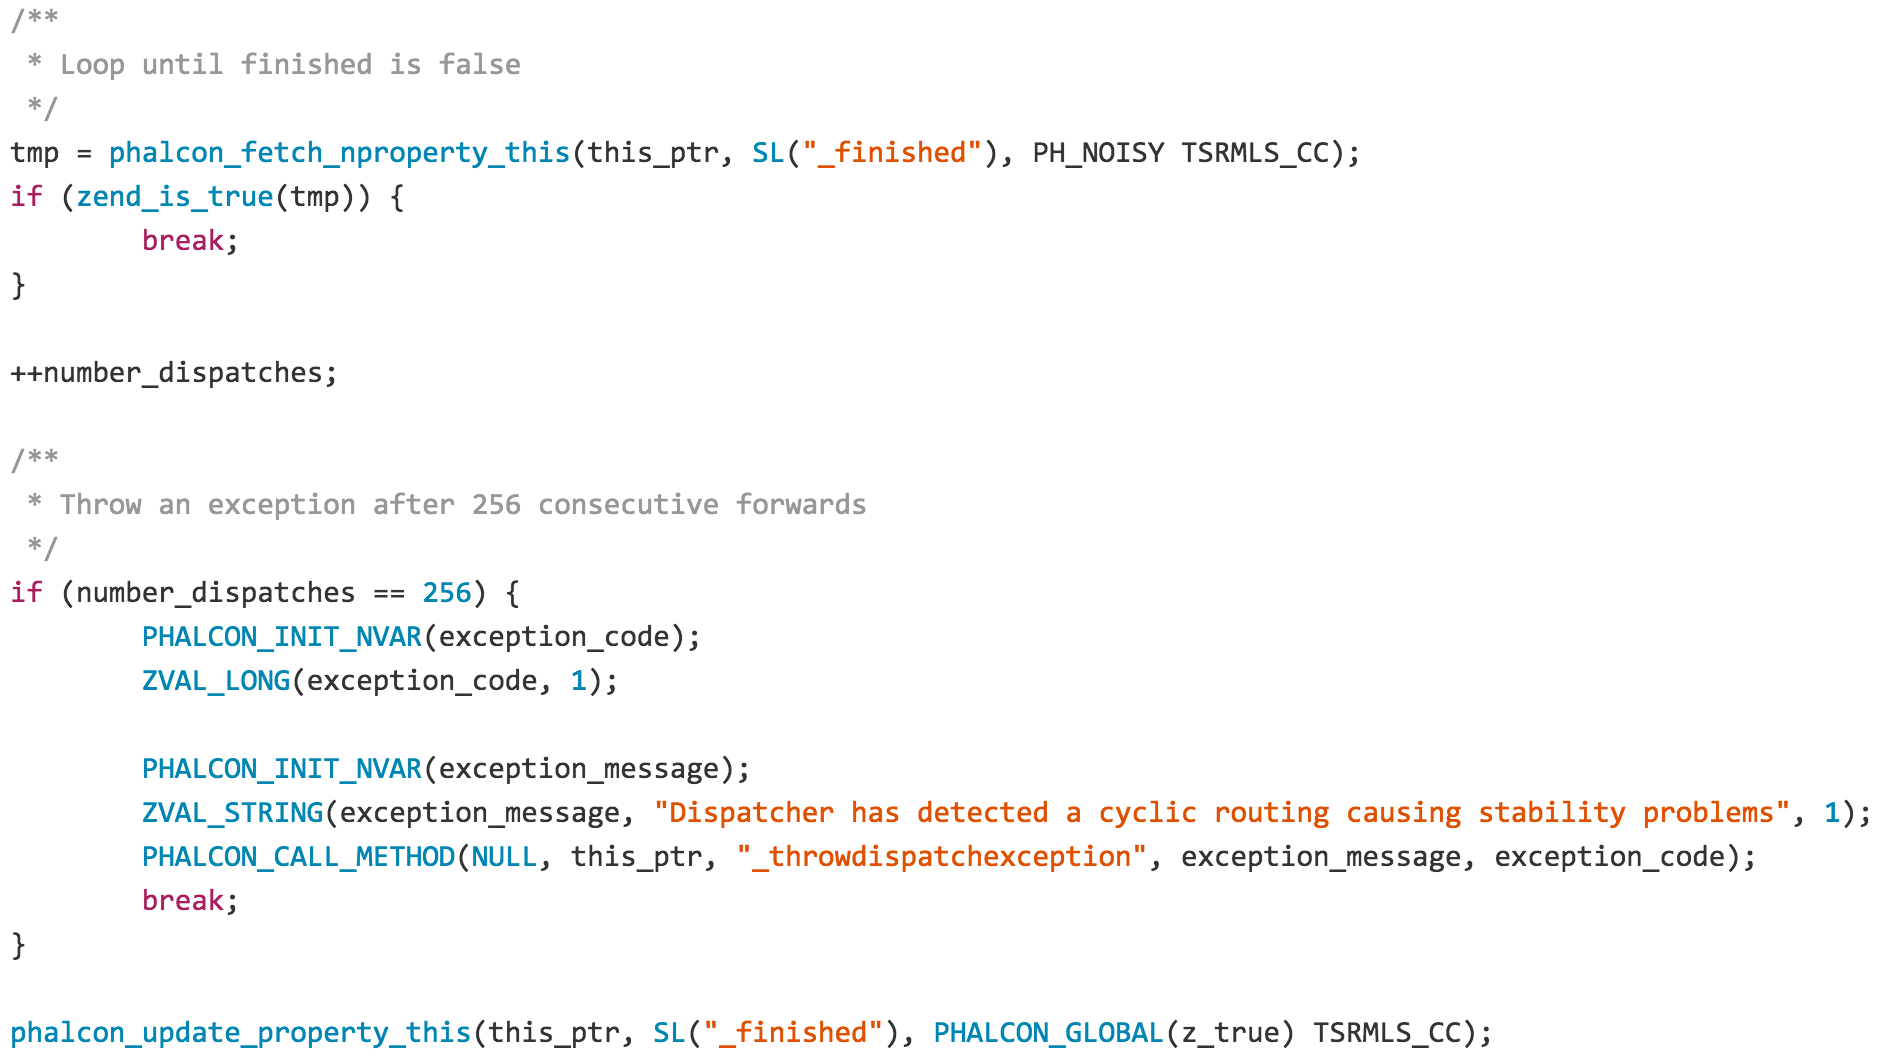 /**
 * Loop until finished is false
 */
tmp = phalcon_fetch_nproperty_this(this_ptr, SL("_finished"), PH_NOISY TSRMLS_CC);
if (zend_is_true(tmp)) {
        break;
}

++number_dispatches;

/**
 * Throw an exception after 256 consecutive forwards
 */
if (number_dispatches == 256) {
        PHALCON_INIT_NVAR(exception_code);
        ZVAL_LONG(exception_code, 1);

        PHALCON_INIT_NVAR(exception_message);
        ZVAL_STRING(exception_message, "Dispatcher has detected a cyclic routing causing stability problems", 1);
        PHALCON_CALL_METHOD(NULL, this_ptr, "_throwdispatchexception", exception_message, exception_code);
        break;
}

phalcon_update_property_this(this_ptr, SL("_finished"), PHALCON_GLOBAL(z_true) TSRMLS_CC);